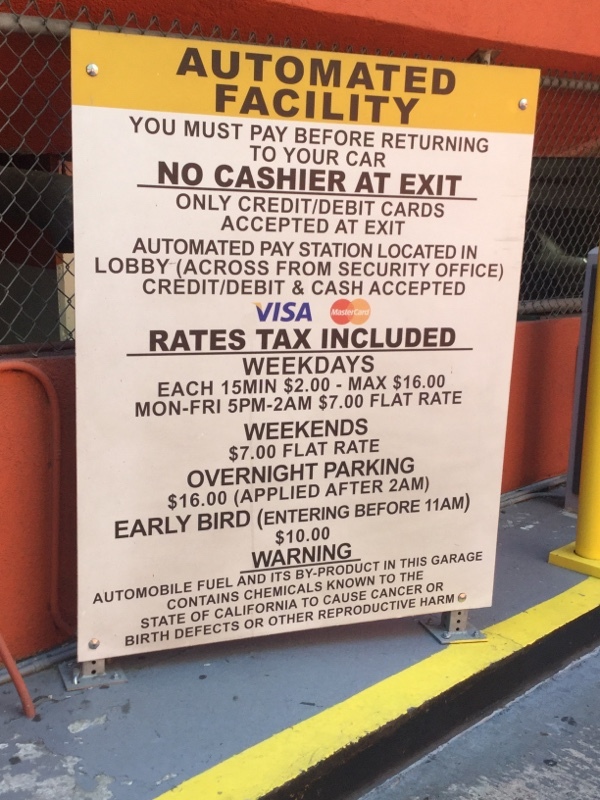 AUTOMATED
FACILITY
YOU MUST PAY BEFORE RETURNING
TO YOUR CAR
NO CASHIER AT EXIT
ONLY CREDIT/DEBIT CARDS
ACCEPTED AT EXIT
AUTOMATED PAY STATION LOCATED IN
LOBBY (ACROSS FROM SECURITY OFFICE)
CREDIT/DEBIT & CASH ACCEPTED
VISA MasterCard
RATES TAX INCLUDED
WEEKDAYS
EACH 15MIN $2.00 - MAX $16.00
MON-FRI 5PM-2AM $7.00 FLAT RATE
WEEKENDS
$7.00 FLAT RATE
OVERNIGHT PARKING
$16.00 (APPLIED AFTER 2AM)
EARLY BIRD (ENTERING BEFORE 11AM)
$10.00
WARNING
AUTOMOBILE FUEL AND ITS BY-PRODUCT IN THIS GARAGE
CONTAINS CHEMICALS KNOWN TO THE
STATE OF CALIFORNIA TO CAUSE CANCER OR
BIRTH DEFECTS OR OTHER REPRODUCTIVE HARM